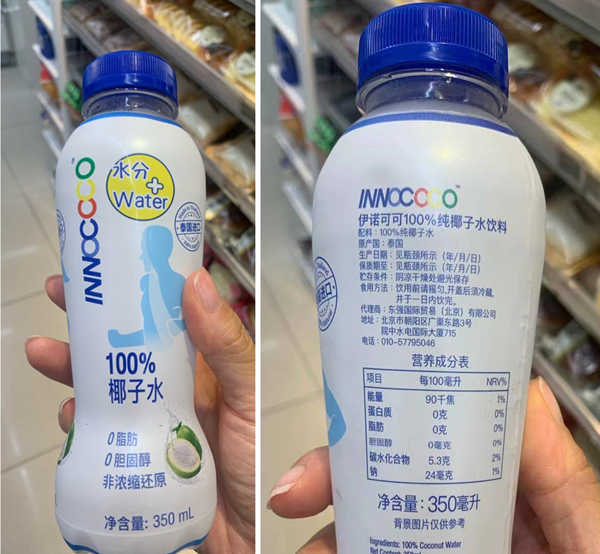 INNOCOCO™
水分
+
Water
泰国进口
100%
椰子水
0脂肪
0胆固醇
非浓缩还原
净含量: 350 mL
INNOCOCO™
伊诺可可100%纯椰子水饮料
配料: 100%纯椰子水
原产国: 泰国
生产日期: 见瓶颈所示 (年/月/日)
保质期至: 见瓶颈所示 (年/月/日)
贮存条件: 阴凉干燥处避光保存
食用方法: 饮用前请摇匀,开盖后须冷藏,
并于一日内饮完。
代理商: 东强国际贸易 (北京) 有限公司
地址: 北京市朝阳区广渠东路3号
院中水电国际大厦715
电话: 010-57795046
营养成分表
项目 每100毫升 NRV%
能量 90千焦 1%
蛋白质 0克 0%
脂肪 0克 0%
胆固醇 0毫克 0%
碳水化合物 5.3克 2%
钠 24毫克 1%
净含量: 350毫升
背景图片仅供参考
Ingredients: 100% Coconut Water